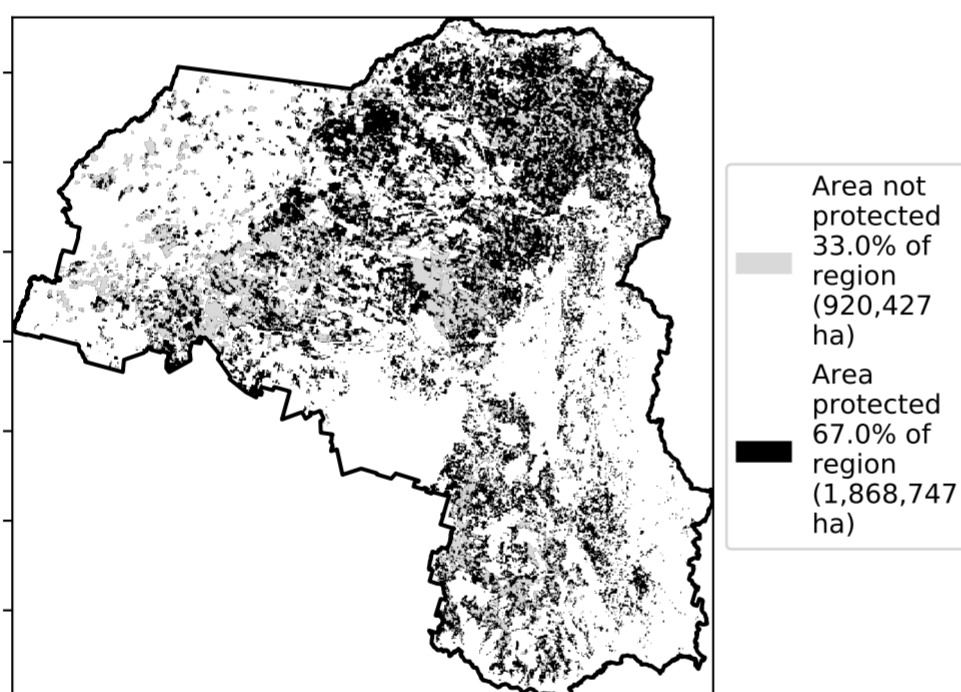 Area not
protected
33.0% of
region
(920,427
ha)
Area
protected
67.0% of
region
(1,868,747
ha)